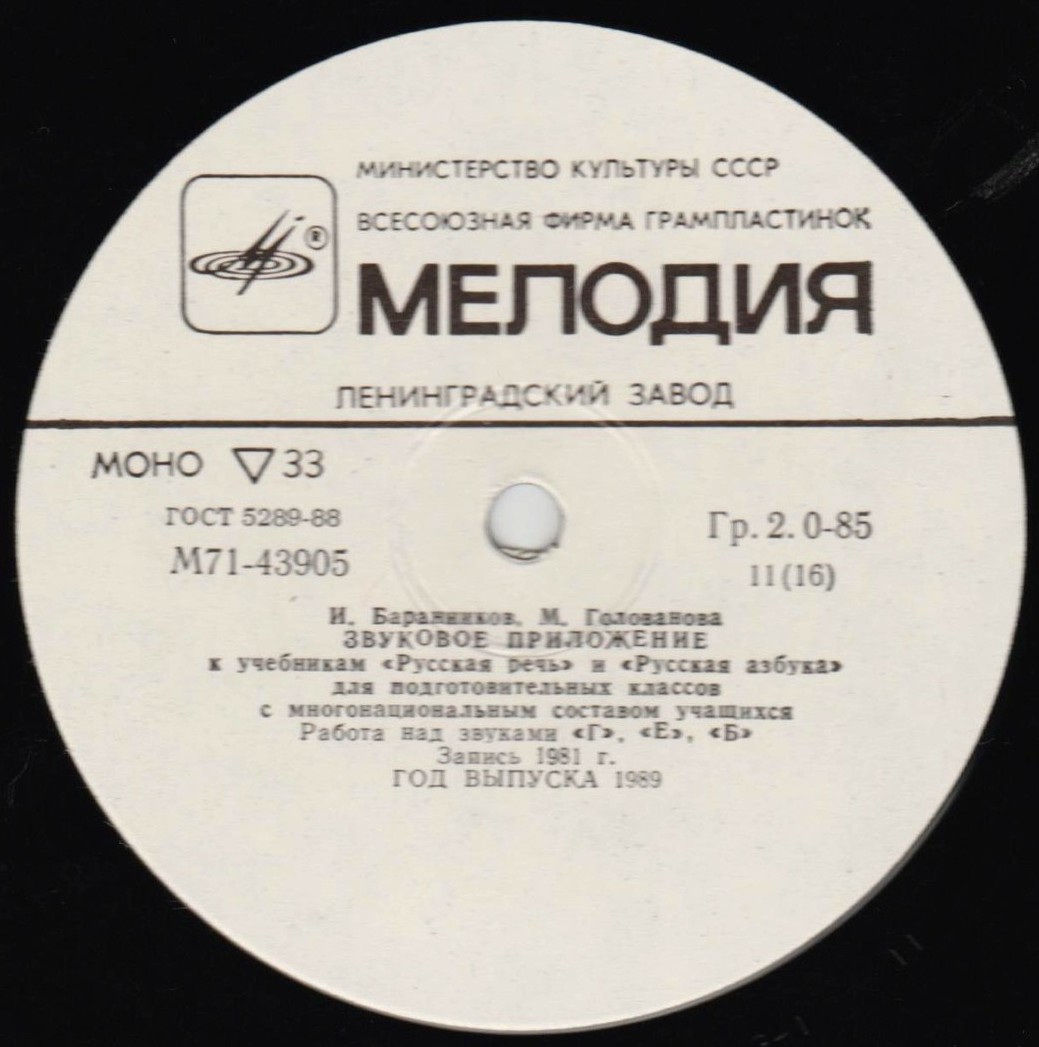 МИНИСТЕРСТВО КУЛЬТУРЫ СССР
ВСЕСОЮЗНАЯ ФИРМА ГРАМПЛАСТИНОК
®
МЕЛОДИЯ
ЛЕНИНГРАДСКИЙ ЗАВОД
МОНО ▽ 33
ГОСТ 5289-88
М71-43905
Гр. 2. 0-85
11 (16)
И. Баранников, М. Голованова
ЗВУКОВОЕ ПРИЛОЖЕНИЕ
к учебникам «Русская речь» и «Русская азбука»
для подготовительных классов
с многонациональным составом учащихся
Работа над звуками «Г», «Е», «Б»
Запись 1981 г.
ГОД ВЫПУСКА 1989